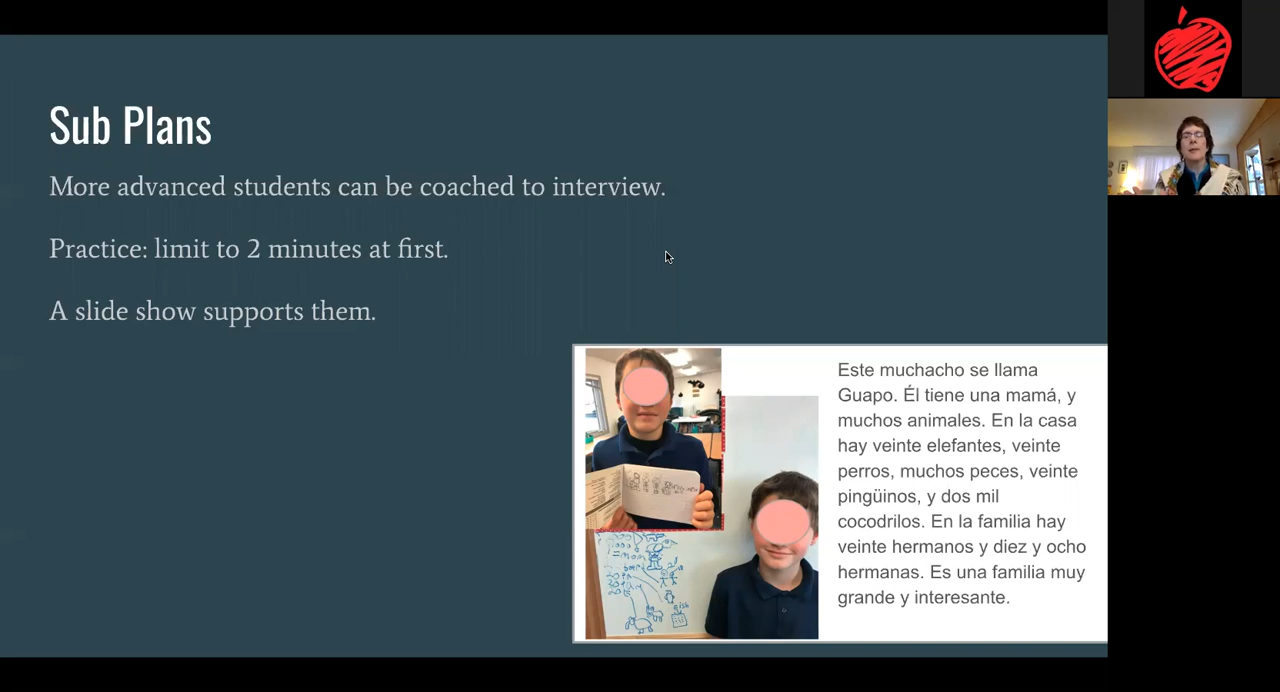 Sub Plans
More advanced students can be coached to interview.
Practice: limit to 2 minutes at first.
A slide show supports them.
Este muchacho se llama
Guapo. Él tiene una mamá, y
muchos animales. En la casa
hay veinte elefantes, veinte
perros, muchos peces, veinte
pingüinos, y dos mil
cocodrilos. En la familia hay
veinte hermanos y diez y ocho
hermanas. Es una familia muy
grande y interesante.